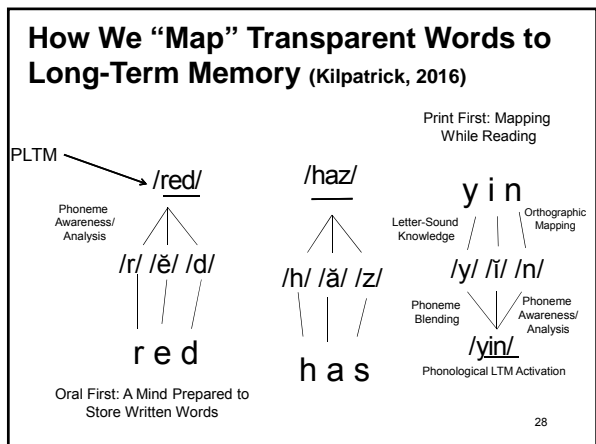 How We “Map” Transparent Words to
Long-Term Memory (Kilpatrick, 2016)
Print First: Mapping
While Reading
PLTM
/red/
Phoneme
Awareness/
Analysis
/r/ /ĕ/ /d/
r e d
Oral First: A Mind Prepared to
Store Written Words
/haz/
/h/ /ă/ /z/
h a s
y i n
Letter-Sound
Knowledge
Orthographic
Mapping
/y/ /ĭ/ /n/
Phoneme
Blending
Phoneme
Awareness/
Analysis
/yin/
Phonological LTM Activation
28